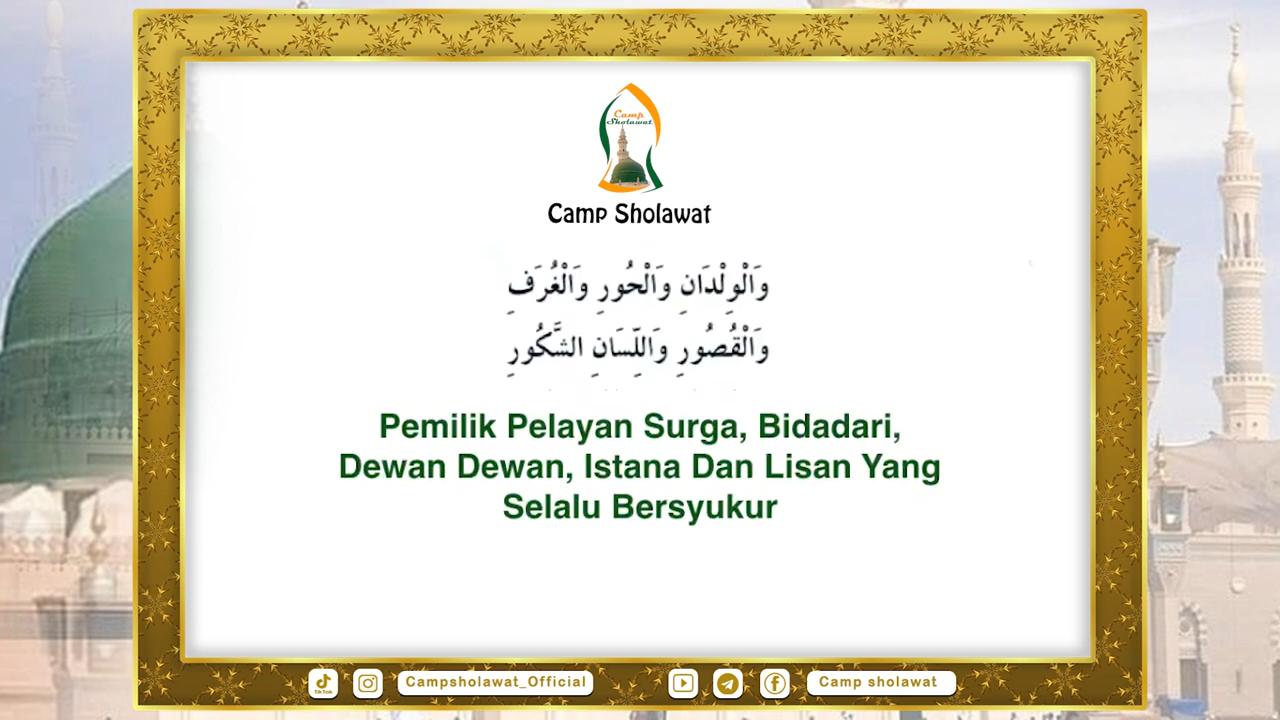 Camp
Sholawat
Camp Sholawat
وَالْوِلْدَانِ وَالْحُورِ وَالْغُرَفِ
وَالْقُصُورِ وَاللِّسَانِ الشَّكُورِ
Pemilik Pelayan Surga, Bidadari,
Dewan Dewan, Istana Dan Lisan Yang
Selalu Bersyukur
TikTok
Campsholawat_Official
Camp sholawat